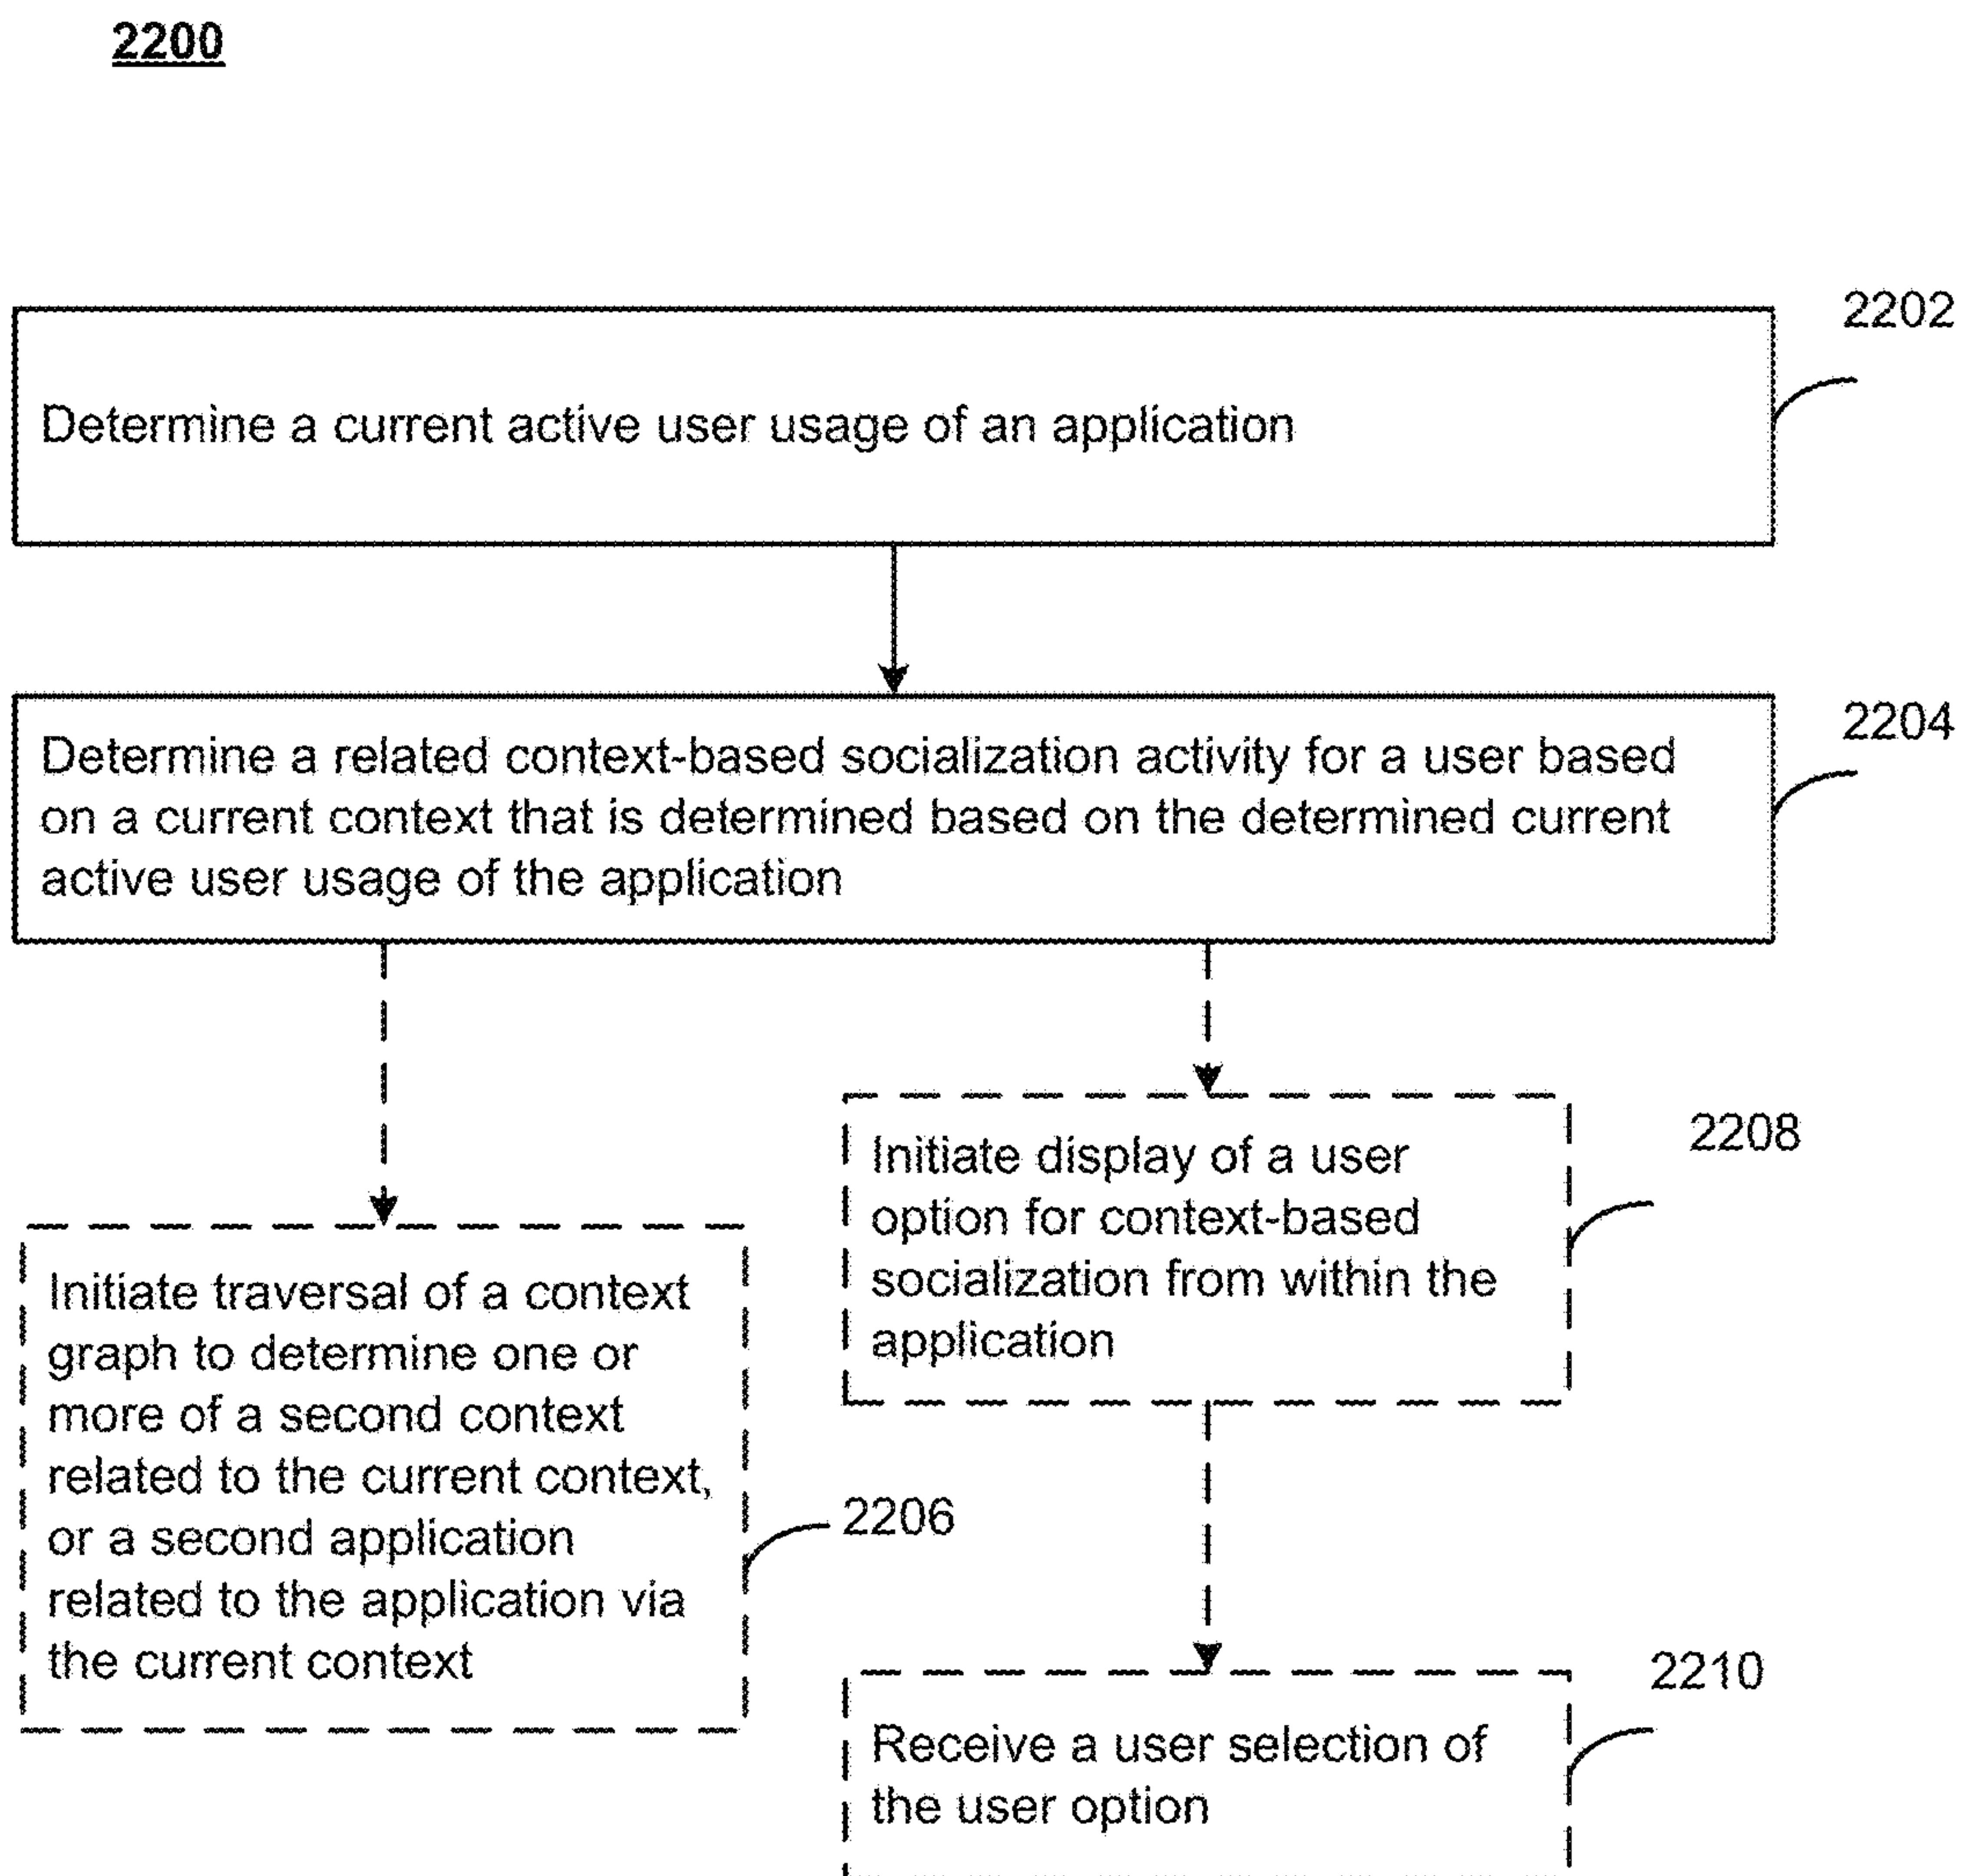 2200
2202
Determine a current active user usage of an application
2204
Determine a related context-based socialization activity for a user based
on a current context that is determined based on the determined current
active user usage of the application
2208
Initiate display of a user
option for context-based
socialization from within the
application
Initiate traversal of a context
graph to determine one or
more of a second context
related to the current context,
or a second application
related to the application via
the current context
2206
2210
Receive a user selection of
the user option